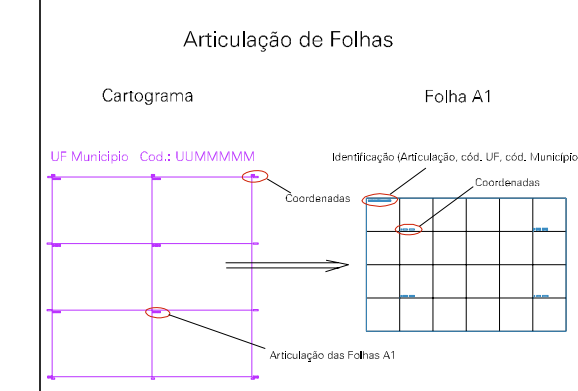 Articulação de Folhas
Cartograma
Folha A1
UF Municipio Cod.: UUMMMMM
Identificação (Articulação, cód. UF, cód. Município
Coordenadas
Coordenadas
Articulação das Folhas A1